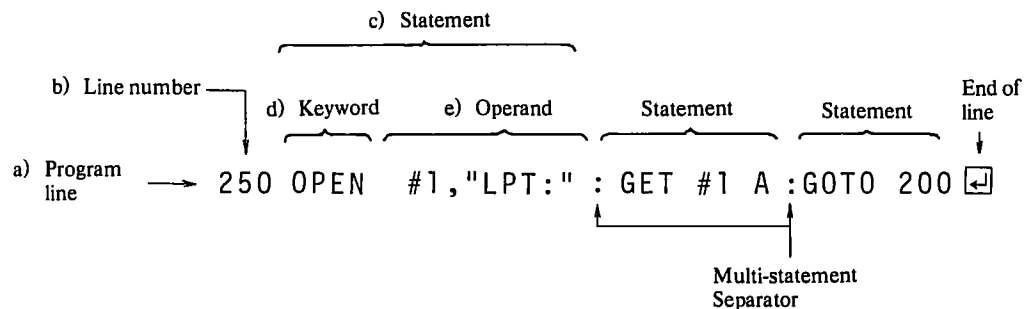 c) Statement
b) Line number
d) Keyword e) Operand Statement Statement End of
line
a) Program
line
250 OPEN #1,"LPT:" : GET #1 A :GOTO 200 ↵
Multi-statement
Separator